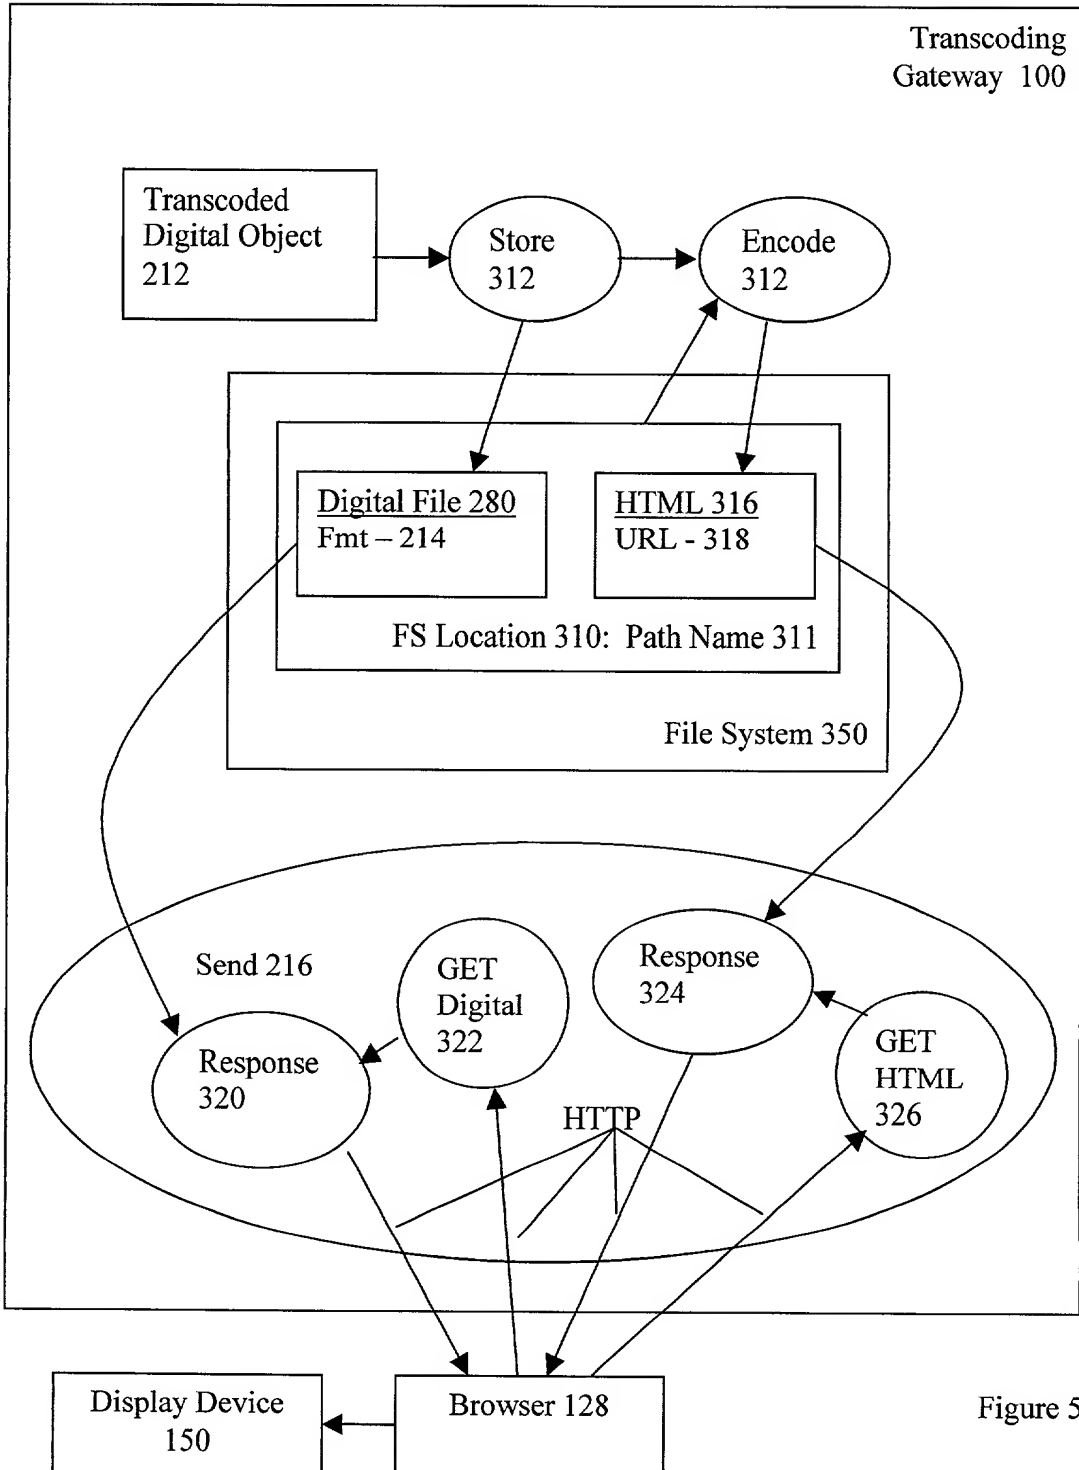 Transcoding
Gateway 100
Transcoded
Digital Object
212
Store
312
Encode
312
Digital File 280
Fmt – 214
HTML 316
URL - 318
FS Location 310: Path Name 311
File System 350
Send 216
GET
Digital
322
Response
324
Response
320
GET
HTML
326
HTTP
Display Device
150
Browser 128
Figure 5